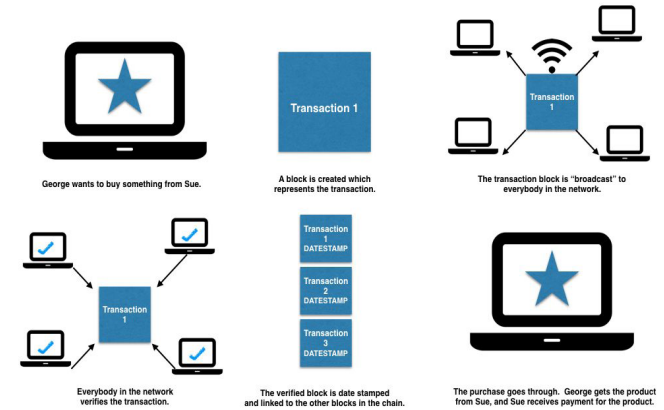 George wants to buy something from Sue.
Transaction 1
A block is created which
represents the transaction.
Transaction
1
The transaction block is "broadcast" to
everybody in the network.
Transaction
1
Everybody in the network
verifies the transaction.
Transaction
1
DATESTAMP
Transaction
2
DATESTAMP
Transaction
3
DATESTAMP
The verified block is date stamped
and linked to the other blocks in the chain.
The purchase goes through. George gets the product
from Sue, and Sue receives payment for the product.